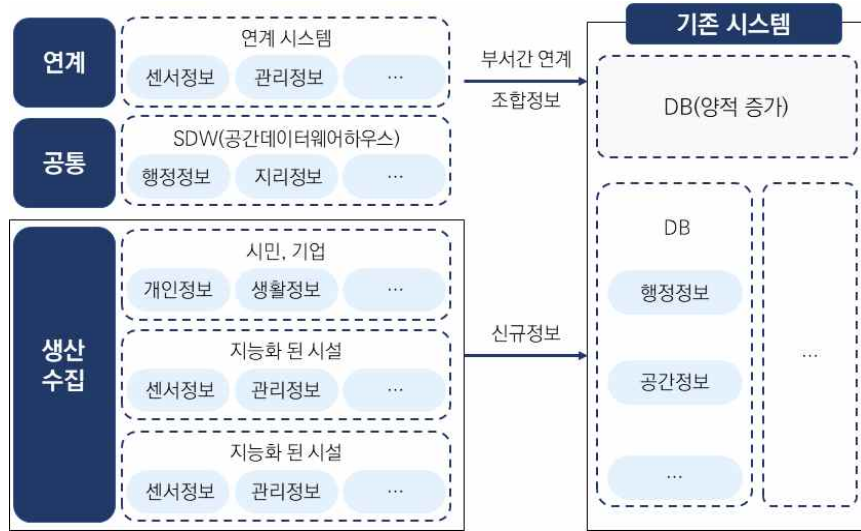 연계
연계 시스템
센서정보 관리정보 ...
공통
SDW(공간데이터웨어하우스)
행정정보 지리정보 ...
생산
수집
시민, 기업
개인정보 생활정보 ...
지능화 된 시설
센서정보 관리정보 ...
지능화 된 시설
센서정보 관리정보 ...
부서간 연계
조합정보
신규정보
기존 시스템
DB(양적 증가)
DB
행정정보
공간정보
...
...